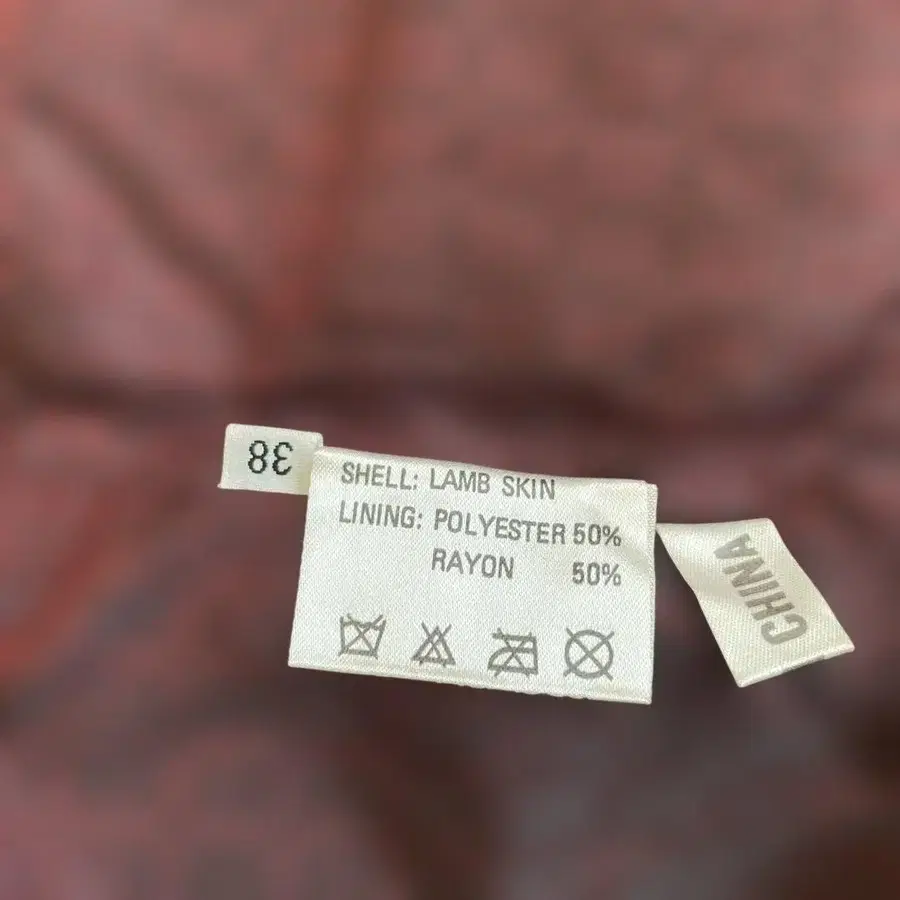 38
SHELL: LAMB SKIN
LINING: POLYESTER 50%
RAYON 50%
CHINA